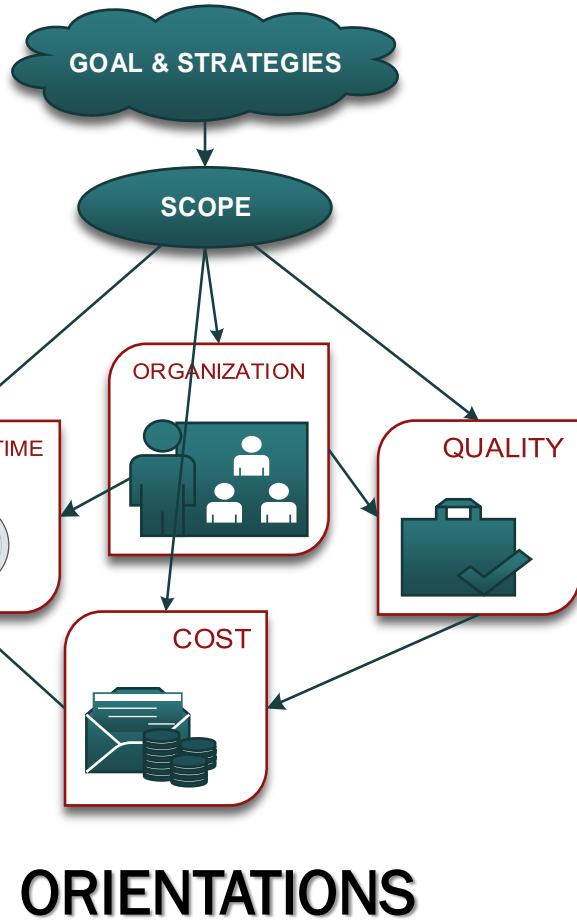 GOAL & STRATEGIES
SCOPE
ORGANIZATION
TIME
QUALITY
COST
ORIENTATIONS